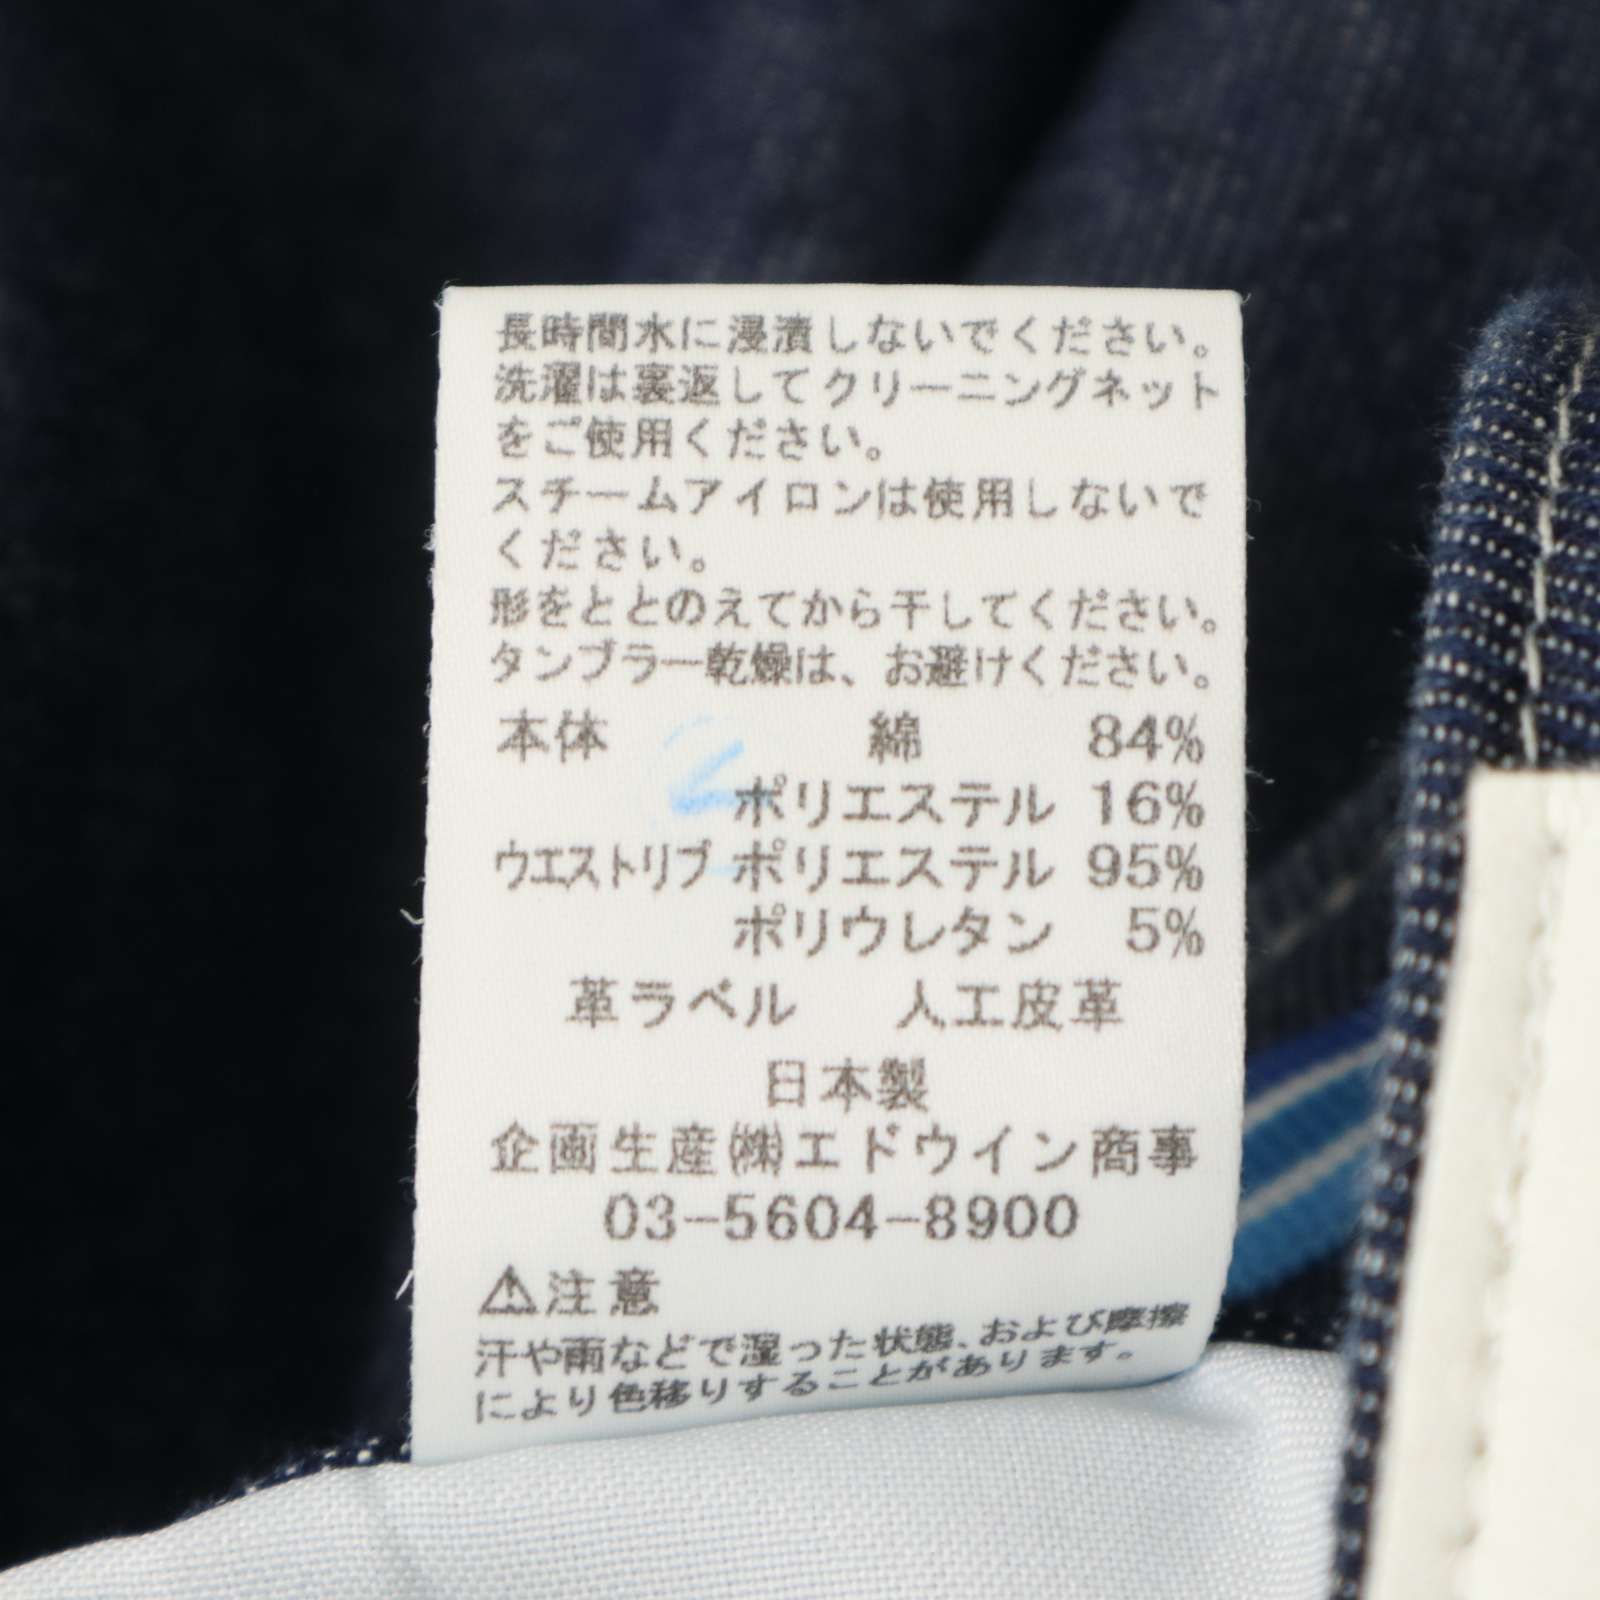 長時間水に浸漬しないでください。
洗濯は裏返してクリーニングネット
をご使用ください。
スチームアイロンは使用しないで
ください。
形をととのえてから干してください。
タンブラー乾燥は、お避けください。
本体 綿 84%
ポリエステル 16%
ウエストリブ ポリエステル 95%
ポリウレタン 5%
革ラベル 人工皮革
日本製
企画生産㈱エドウイン商事
03-5604-8900
⚠注意
汗や雨などで湿った状態、および摩擦
により色移りすることがあります。